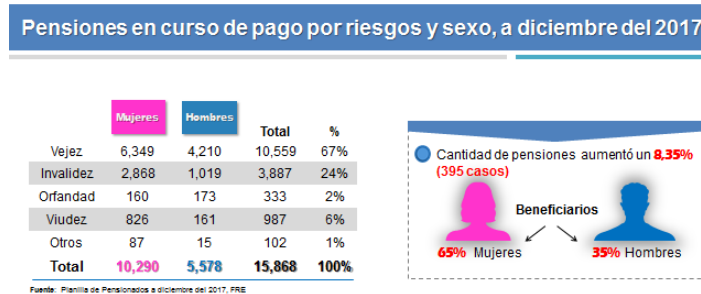 Pensiones en curso de pago por riesgos y sexo, a diciembre del 2017
Mujeres Hombres Total %
Vejez 6,349 4,210 10,559 67%
Invalidez 2,868 1,019 3,887 24%
Orfandad 160 173 333 2%
Viudez 826 161 987 6%
Otros 87 15 102 1%
Total 10,290 5,578 15,868 100%
Fuente: Planilla de Pensionados a diciembre del 2017, FRE
Cantidad de pensiones aumentó un 8,35%
(395 casos)
Beneficiarios
65% Mujeres 35% Hombres